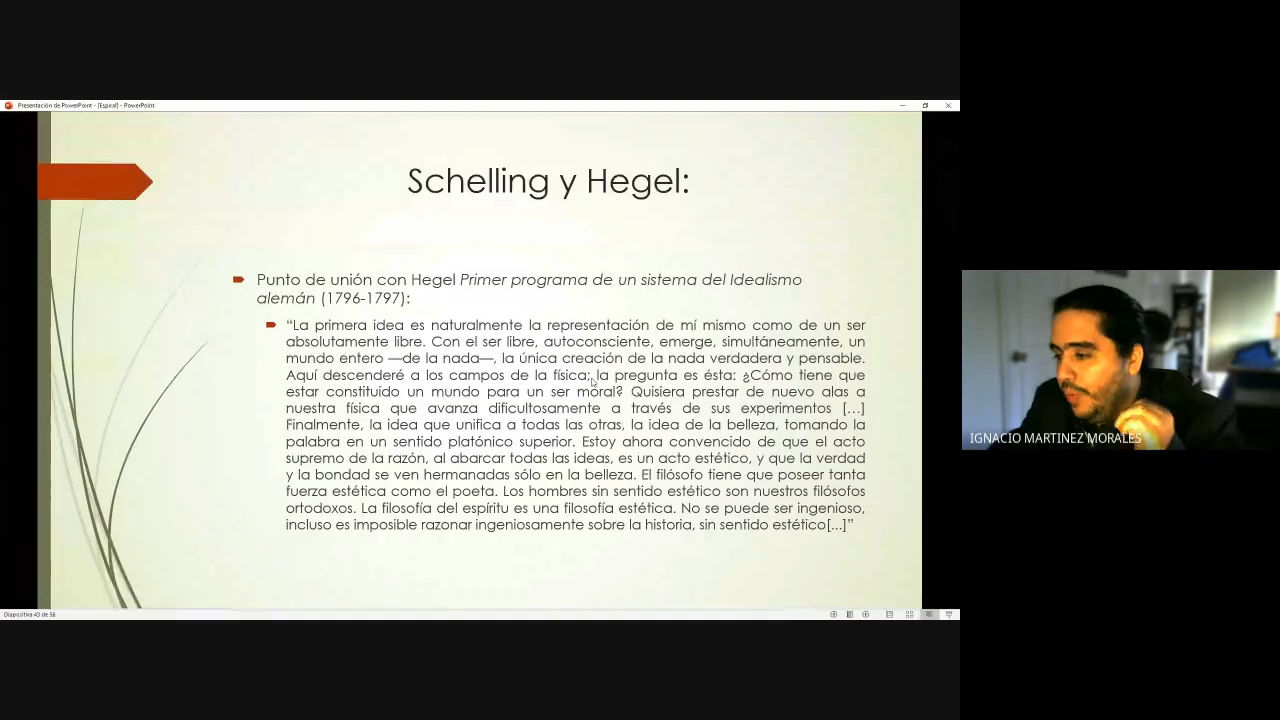 Presentación de PowerPoint - [Espiral] - PowerPoint
Schelling y Hegel:
Punto de unión con Hegel Primer programa de un sistema del Idealismo
alemán (1796-1797):
“La primera idea es naturalmente la representación de mí mismo como de un ser
absolutamente libre. Con el ser libre, autoconsciente, emerge, simultáneamente, un
mundo entero —de la nada—, la única creación de la nada verdadera y pensable.
Aquí descenderé a los campos de la física; la pregunta es ésta: ¿Cómo tiene que
estar constituido un mundo para un ser moral? Quisiera prestar de nuevo alas a
nuestra física que avanza dificultosamente a través de sus experimentos [...]
Finalmente, la idea que unifica a todas las otras, la idea de la belleza, tomando la
palabra en un sentido platónico superior. Estoy ahora convencido de que el acto
supremo de la razón, al abarcar todas las ideas, es un acto estético, y que la verdad
y la bondad se ven hermanadas sólo en la belleza. El filósofo tiene que poseer tanta
fuerza estética como el poeta. Los hombres sin sentido estético son nuestros filósofos
ortodoxos. La filosofía del espíritu es una filosofía estética. No se puede ser ingenioso,
incluso es imposible razonar ingeniosamente sobre la historia, sin sentido estético[...]”
Diapositiva 43 de 56
IGNACIO MARTINEZ MORALES